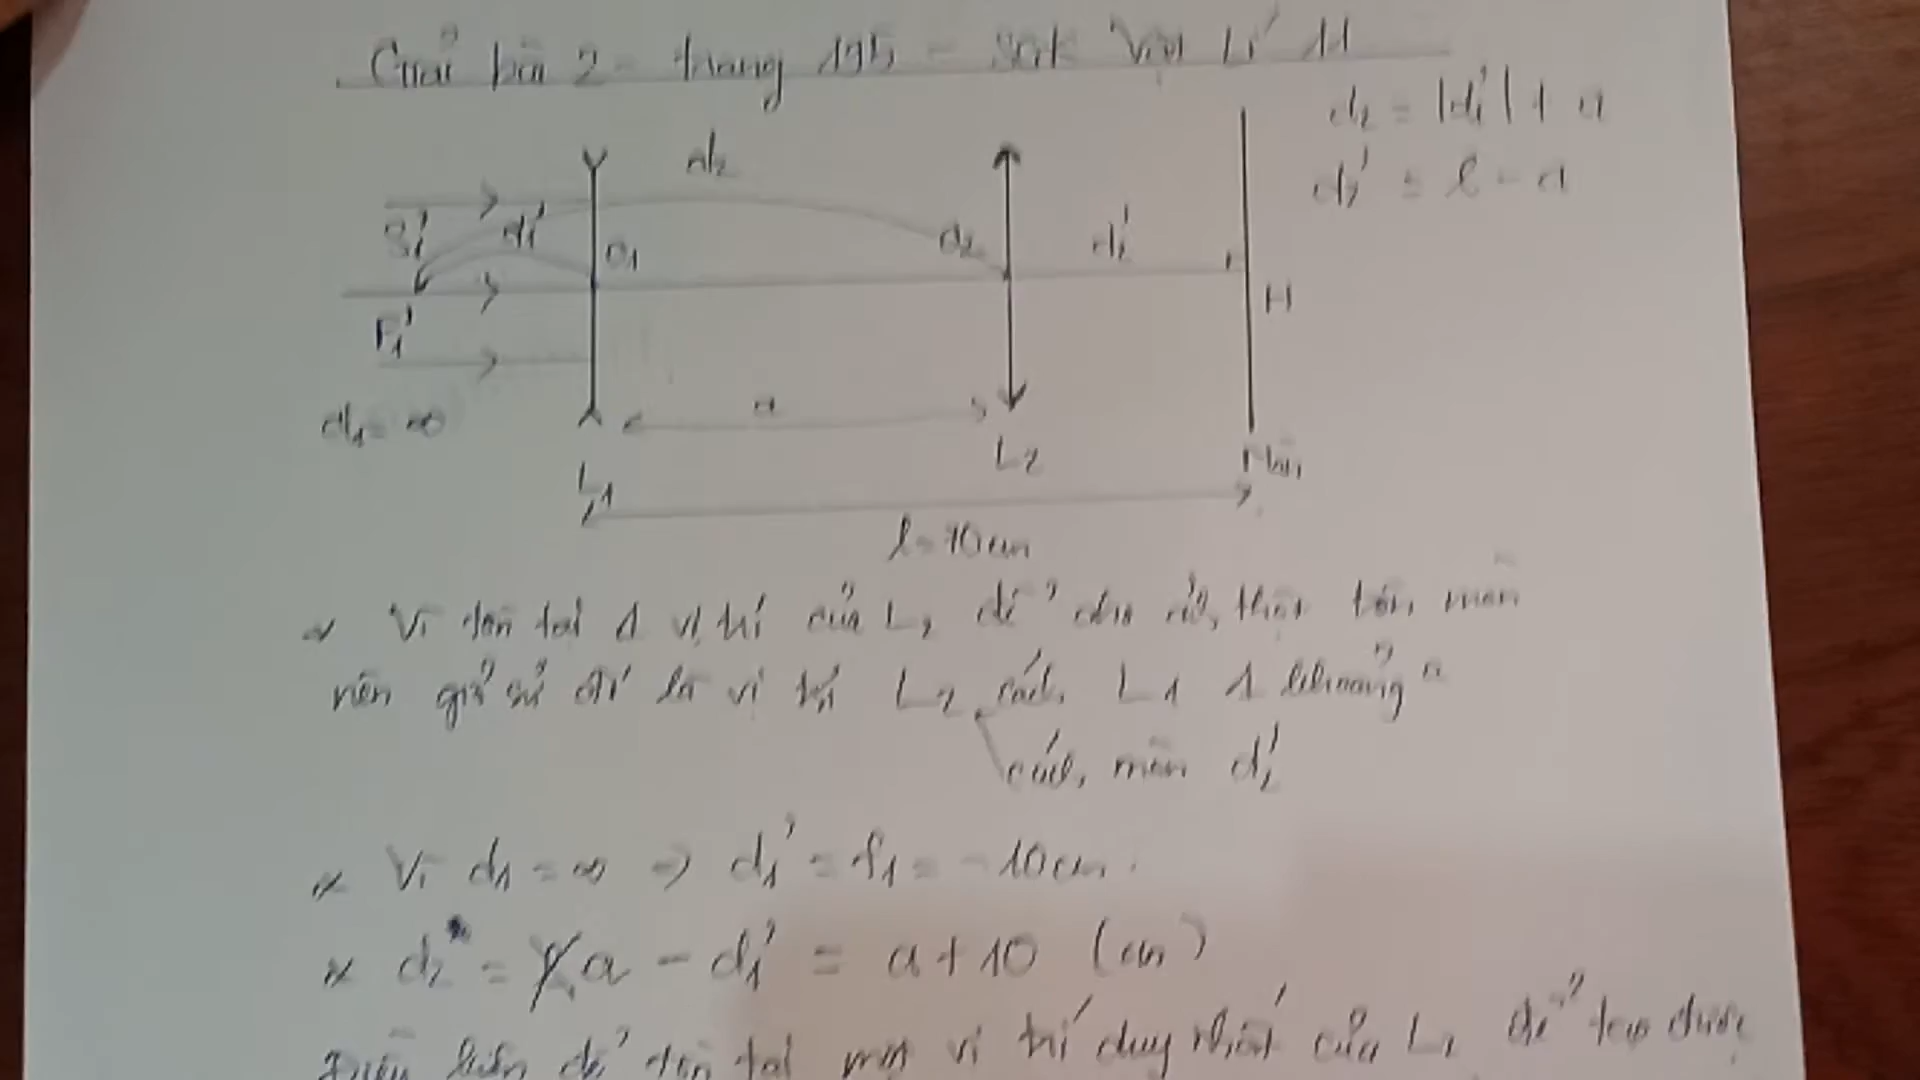 Giải bài 2 - trang 195 - SGK Vật Lí 11
d₂ = |d₁'| + a
d₂' = l - a
d₂
S₁'
d₁'
O₁
O₂
d₂'
H
F₁'
d₁ = ∞
a
L₁
L₂
Màn
l = 70cm
* Vì tồn tại 1 vị trí của L₂ để cho ảnh thật trên màn
nên giả sử đó là vị trí L₂ cách L₁ 1 khoảng a
cách màn d₂'
* Vì d₁ = ∞ ⇒ d₁' = f₁ = -10cm.
* d₂ = a - d₁' = a + 10 (cm)
Điều kiện để tồn tại một vị trí duy nhất của L₂ để tạo được